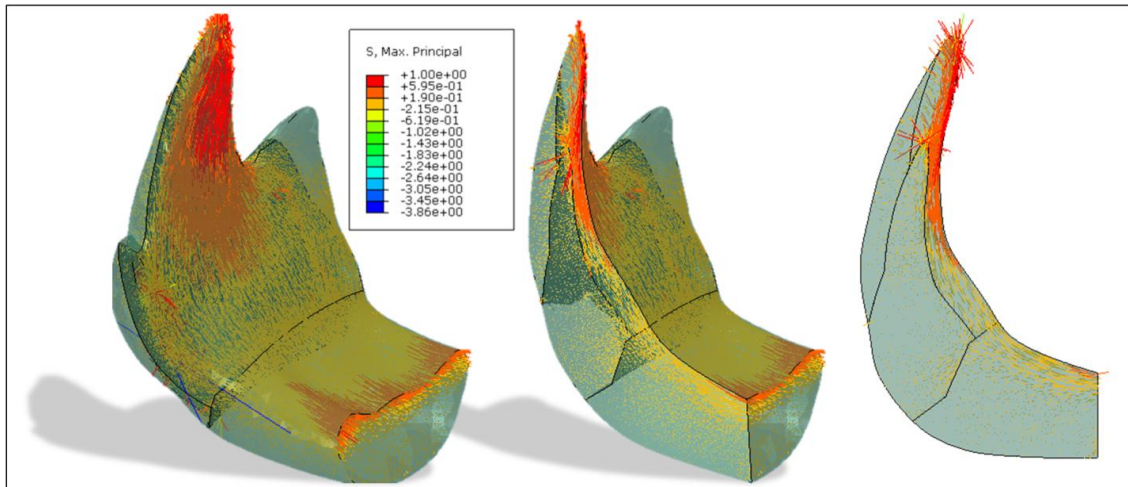 S, Max. Principal
+1.00e+00
+5.95e-01
+1.90e-01
-2.15e-01
-6.19e-01
-1.02e+00
-1.43e+00
-1.83e+00
-2.24e+00
-2.64e+00
-3.05e+00
-3.45e+00
-3.86e+00